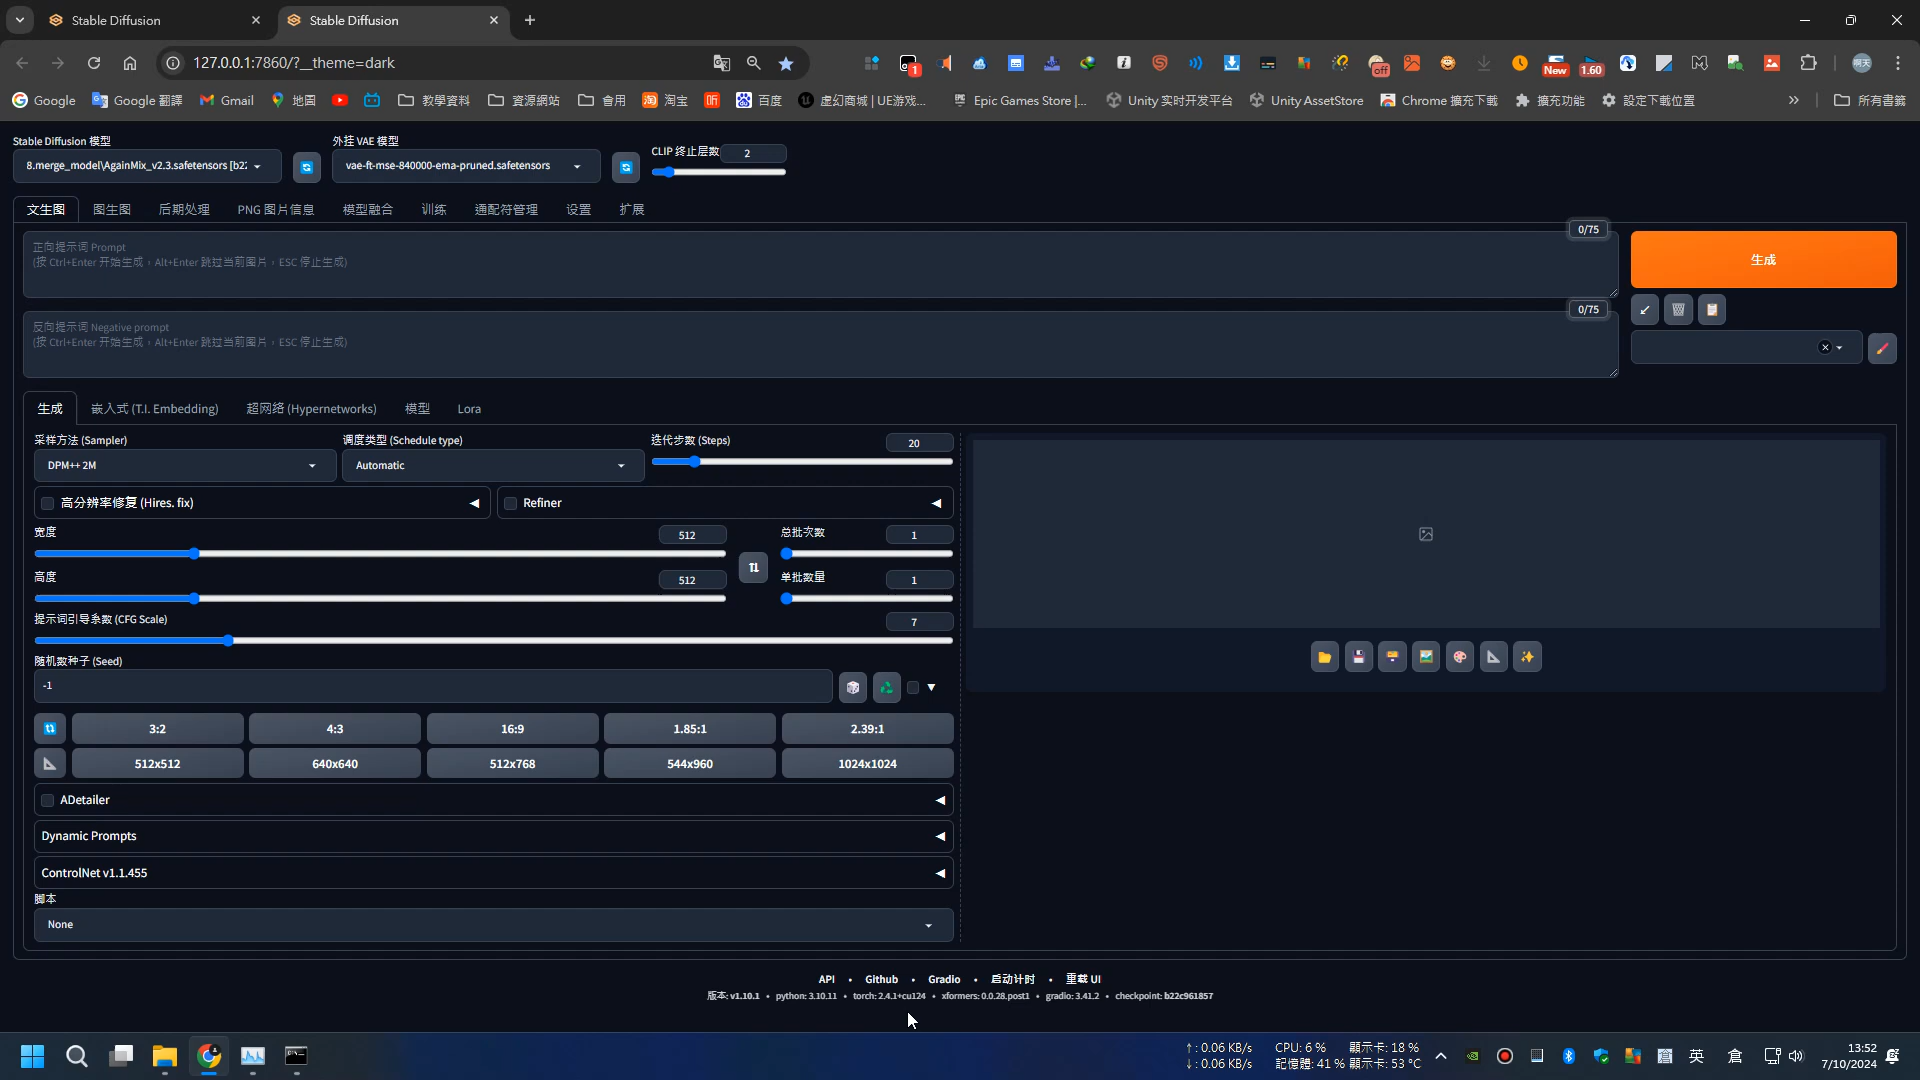 Stable Diffusion
Stable Diffusion
127.0.0.1:7860/?__theme=dark
1
off
New
1.60
Google
Google 翻譯
Gmail
地圖
教學資料
資源網站
會用
淘宝
百度
虚幻商城 | UE游戏...
Epic Games Store |...
Unity 实时开发平台
Unity AssetStore
Chrome 擴充下載
擴充功能
設定下載位置
所有書籤
Stable Diffusion 模型
外挂 VAE 模型
CLIP 终止层数
2
8.merge_model\AgainMix_v2.3.safetensors [b22
vae-ft-mse-840000-ema-pruned.safetensors
文生图
图生图
后期处理
PNG 图片信息
模型融合
训练
通配符管理
设置
扩展
0/75
正向提示词 Prompt
(按 Ctrl+Enter 开始生成，Alt+Enter 跳过当前图片，ESC 停止生成)
生成
0/75
反向提示词 Negative prompt
(按 Ctrl+Enter 开始生成，Alt+Enter 跳过当前图片，ESC 停止生成)
生成
嵌入式 (T.I. Embedding)
超网络 (Hypernetworks)
模型
Lora
采样方法 (Sampler)
调度类型 (Schedule type)
迭代步数 (Steps)
20
DPM++ 2M
Automatic
高分辨率修复 (Hires. fix)
Refiner
宽度
512
总批次数
1
高度
512
单批数量
1
提示词引导系数 (CFG Scale)
7
随机数种子 (Seed)
-1
3:2
4:3
16:9
1.85:1
2.39:1
512x512
640x640
512x768
544x960
1024x1024
ADetailer
Dynamic Prompts
ControlNet v1.1.455
脚本
None
API • Github • Gradio • 启动计时 • 重载 UI
版本: v1.10.1 • python: 3.10.11 • torch: 2.4.1+cu124 • xformers: 0.0.28.post1 • gradio: 3.41.2 • checkpoint: b22c961857
↑: 0.06 KB/s
CPU: 6 %
顯示卡: 18 %
↓: 0.06 KB/s
記憶體: 41 %
顯示卡: 53 °C
英
倉
13:52
7/10/2024